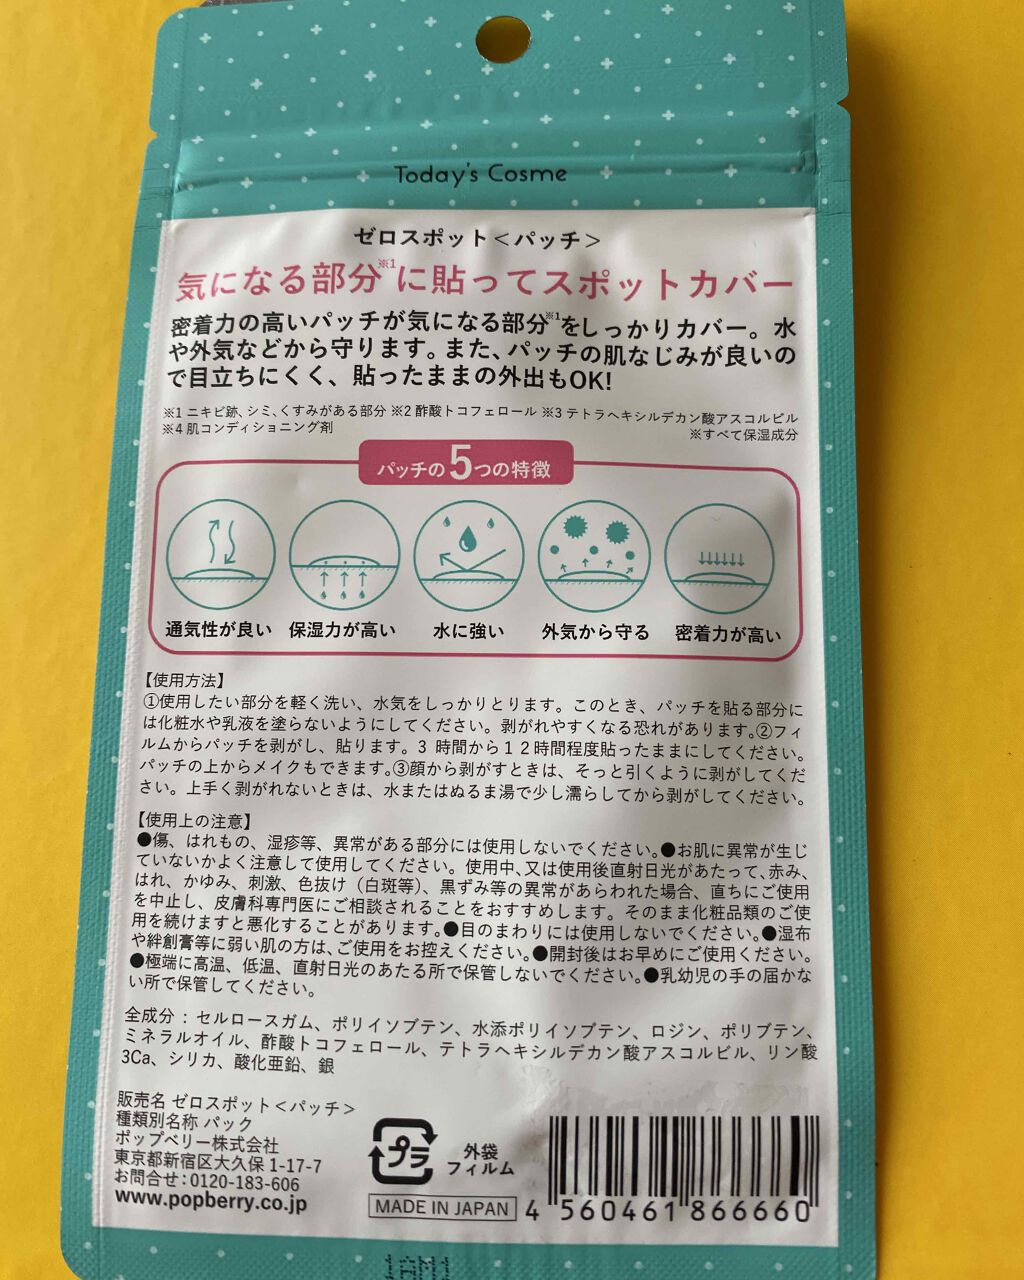 Today's Cosme
ゼロスポット＜パッチ＞
気になる部分※1に貼ってスポットカバー
密着力の高いパッチが気になる部分※1をしっかりカバー。水
や外気などから守ります。また、パッチの肌なじみが良いの
で目立ちにくく、貼ったままの外出もOK!
※1 ニキビ跡、シミ、くすみがある部分 ※2 酢酸トコフェロール ※3 テトラヘキシルデカン酸アスコルビル
※4 肌コンディショニング剤
※すべて保湿成分
パッチの5つの特徴
通気性が良い 保湿力が高い 水に強い 外気から守る 密着力が高い
【使用方法】
①使用したい部分を軽く洗い、水気をしっかりとります。このとき、パッチを貼る部分に
は化粧水や乳液を塗らないようにしてください。剥がれやすくなる恐れがあります。②フィ
ルムからパッチを剥がし、貼ります。3 時間から12時間程度貼ったままにしてください。
パッチの上からメイクもできます。③顔から剥がすときは、そっと引くように剥がしてくだ
さい。上手く剥がれないときは、水またはぬるま湯で少し濡らしてから剥がしてください。
【使用上の注意】
●傷、はれもの、湿疹等、異常がある部分には使用しないでください。●お肌に異常が生じ
ていないかよく注意して使用してください。使用中、又は使用後直射日光があたって、赤み、
はれ、かゆみ、刺激、色抜け（白斑等）、黒ずみ等の異常があらわれた場合、直ちにご使用
を中止し、皮膚科専門医にご相談されることをおすすめします。そのまま化粧品類のご使
用を続けますと悪化することがあります。●目のまわりには使用しないでください。●湿布
や絆創膏等に弱い肌の方は、ご使用をお控えください。●開封後はお早めにご使用ください。
●極端に高温、低温、直射日光のあたる所で保管しないでください。●乳幼児の手の届かな
い所で保管してください。
全成分：セルロースガム、ポリイソブテン、水添ポリイソブテン、ロジン、ポリブテン、
ミネラルオイル、酢酸トコフェロール、テトラヘキシルデカン酸アスコルビル、リン酸
3Ca、シリカ、酸化亜鉛、銀
販売名 ゼロスポット＜パッチ＞
種類別名称 パック
ポップベリー株式会社
東京都新宿区大久保 1-17-7
お問合せ：0120-183-606
www.popberry.co.jp
プラ
外袋
フィルム
MADE IN JAPAN
4 560461 866660